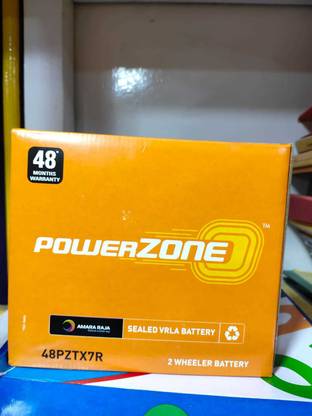 48*
MONTHS
WARRANTY
POWERZONE
TM
AMARA RAJA
SEALED VRLA BATTERY
48PZTX7R
2 WHEELER BATTERY